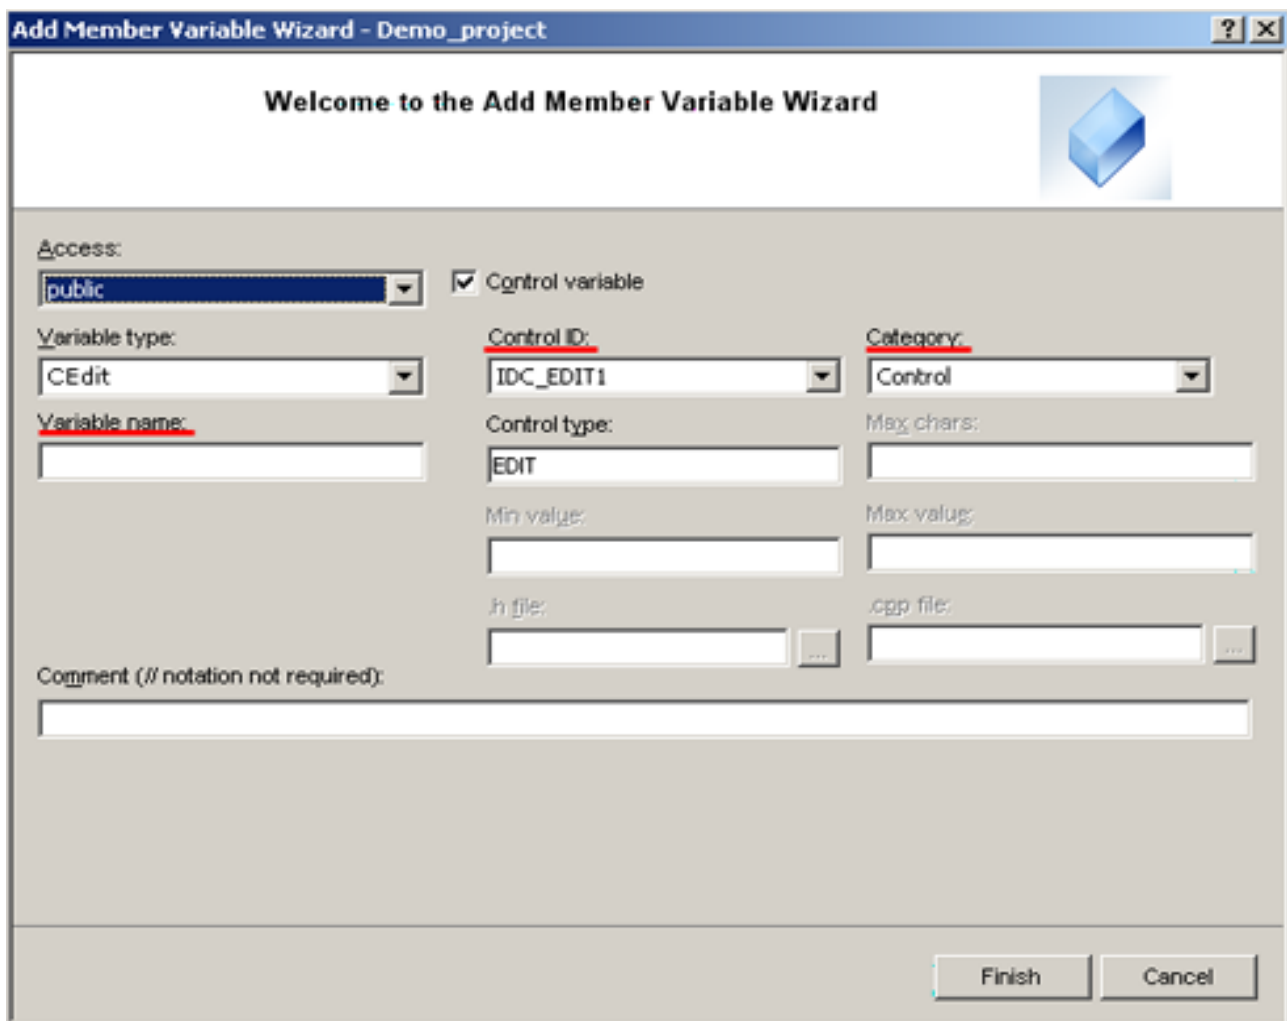 Add Member Variable Wizard - Demo_project
Welcome to the Add Member Variable Wizard
Access:
public
Control variable
Variable type:
Control ID:
Category:
CEdit
IDC_EDIT1
Control
Variable name:
Control type:
Max chars:
EDIT
Min value:
Max value:
.h file:
.cpp file:
...
...
Comment (// notation not required):
Finish
Cancel